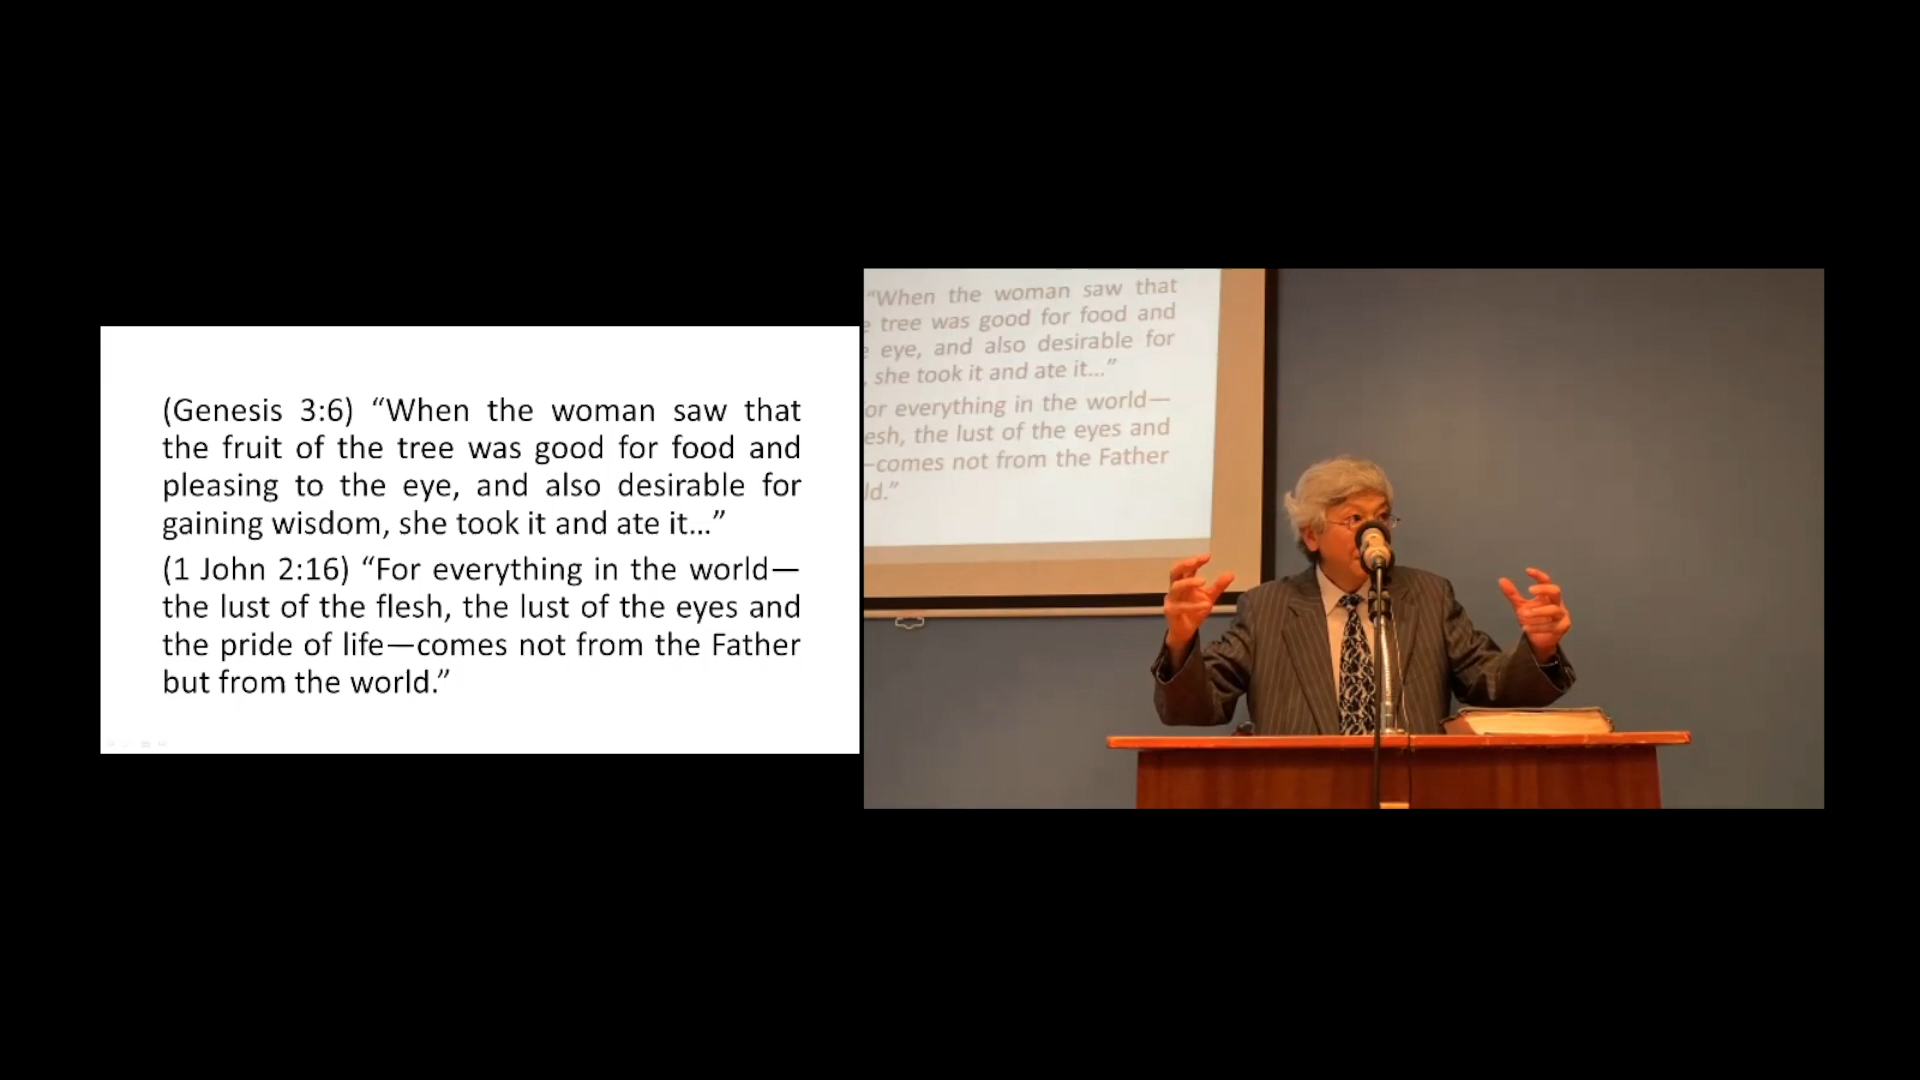 (Genesis 3:6) “When the woman saw that
the fruit of the tree was good for food and
pleasing to the eye, and also desirable for
gaining wisdom, she took it and ate it...”
(1 John 2:16) “For everything in the world—
the lust of the flesh, the lust of the eyes and
the pride of life—comes not from the Father
but from the world.”
“When the woman saw that
tree was good for food and
eye, and also desirable for
, she took it and ate it...”
or everything in the world—
esh, the lust of the eyes and
—comes not from the Father
ld.”